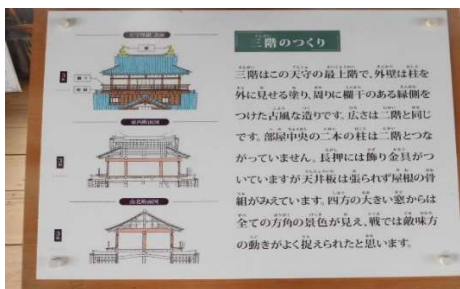 三階のつくり
三階はこの天守の最上階で、外壁は柱を
外に見せる塗り、周りに欄干のある縁側を
つけた古風な造りです。広さは二階と同じ
です。部屋中央の二本の柱は二階とつな
がっていません。長押には飾り金具がつ
いていますが天井板は張られず屋根の骨
組がみえています。四方の大きい窓からは
全ての方角の景色が見え、戦では敵味方
の動きがよく捉えられたと思います。